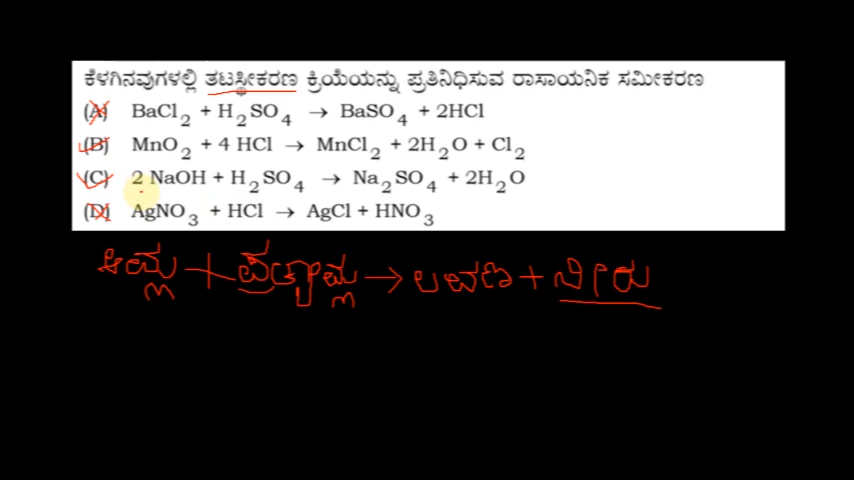 ಕೆಳಗಿನವುಗಳಲ್ಲಿ ತಟಸ್ಥೀಕರಣ ಕ್ರಿಯೆಯನ್ನು ಪ್ರತಿನಿಧಿಸುವ ರಾಸಾಯನಿಕ ಸಮೀಕರಣ
(A) BaCl₂ + H₂SO₄ → BaSO₄ + 2HCl
(B) MnO₂ + 4 HCl → MnCl₂ + 2H₂O + Cl₂
(C) 2 NaOH + H₂SO₄ → Na₂SO₄ + 2H₂O
(D) AgNO₃ + HCl → AgCl + HNO₃
ಆಮ್ಲ + ಪ್ರತ್ಯಾಮ್ಲ → ಲವಣ + ನೀರು